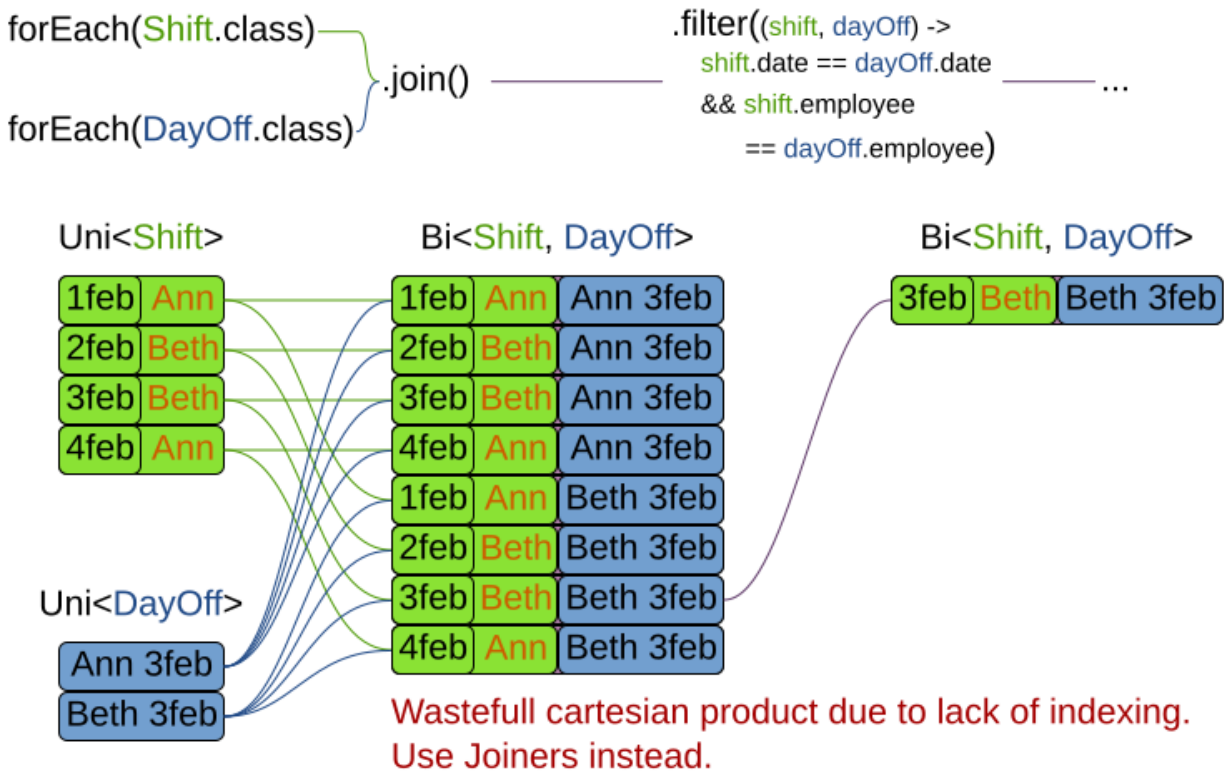 forEach(Shift.class)
forEach(DayOff.class)
.join()
.filter((shift, dayOff) ->
shift.date == dayOff.date
&& shift.employee
== dayOff.employee)
...
Uni<Shift>
1feb Ann
2feb Beth
3feb Beth
4feb Ann
Uni<DayOff>
Ann 3feb
Beth 3feb
Bi<Shift, DayOff>
1feb Ann Ann 3feb
2feb Beth Ann 3feb
3feb Beth Ann 3feb
4feb Ann Ann 3feb
1feb Ann Beth 3feb
2feb Beth Beth 3feb
3feb Beth Beth 3feb
4feb Ann Beth 3feb
Wastefull cartesian product due to lack of indexing.
Use Joiners instead.
Bi<Shift, DayOff>
3feb Beth Beth 3feb